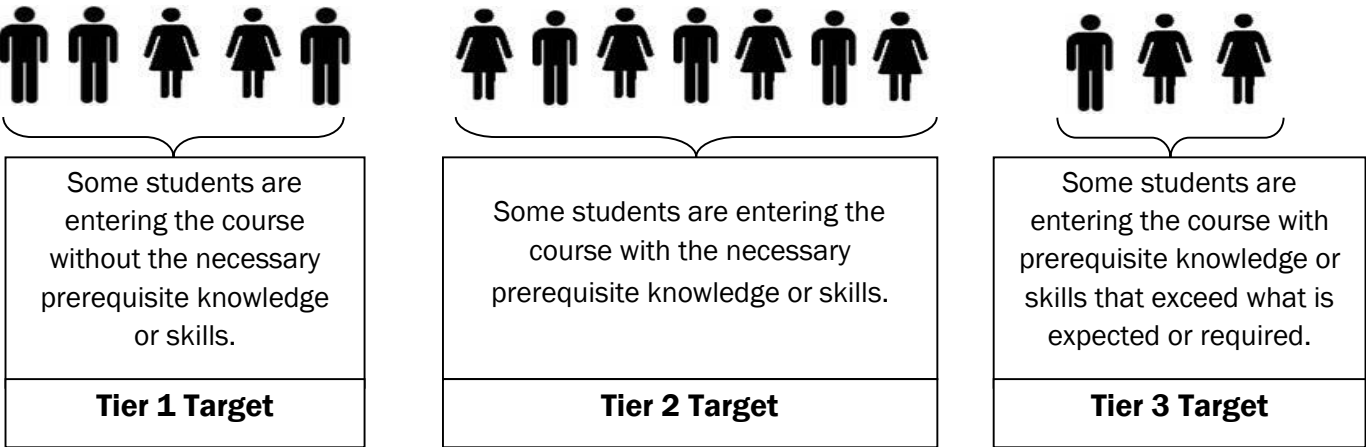 Some students are
entering the course
without the necessary
prerequisite knowledge
or skills.
Tier 1 Target
Some students are entering the
course with the necessary
prerequisite knowledge or skills.
Tier 2 Target
Some students are
entering the course with
prerequisite knowledge or
skills that exceed what is
expected or required.
Tier 3 Target